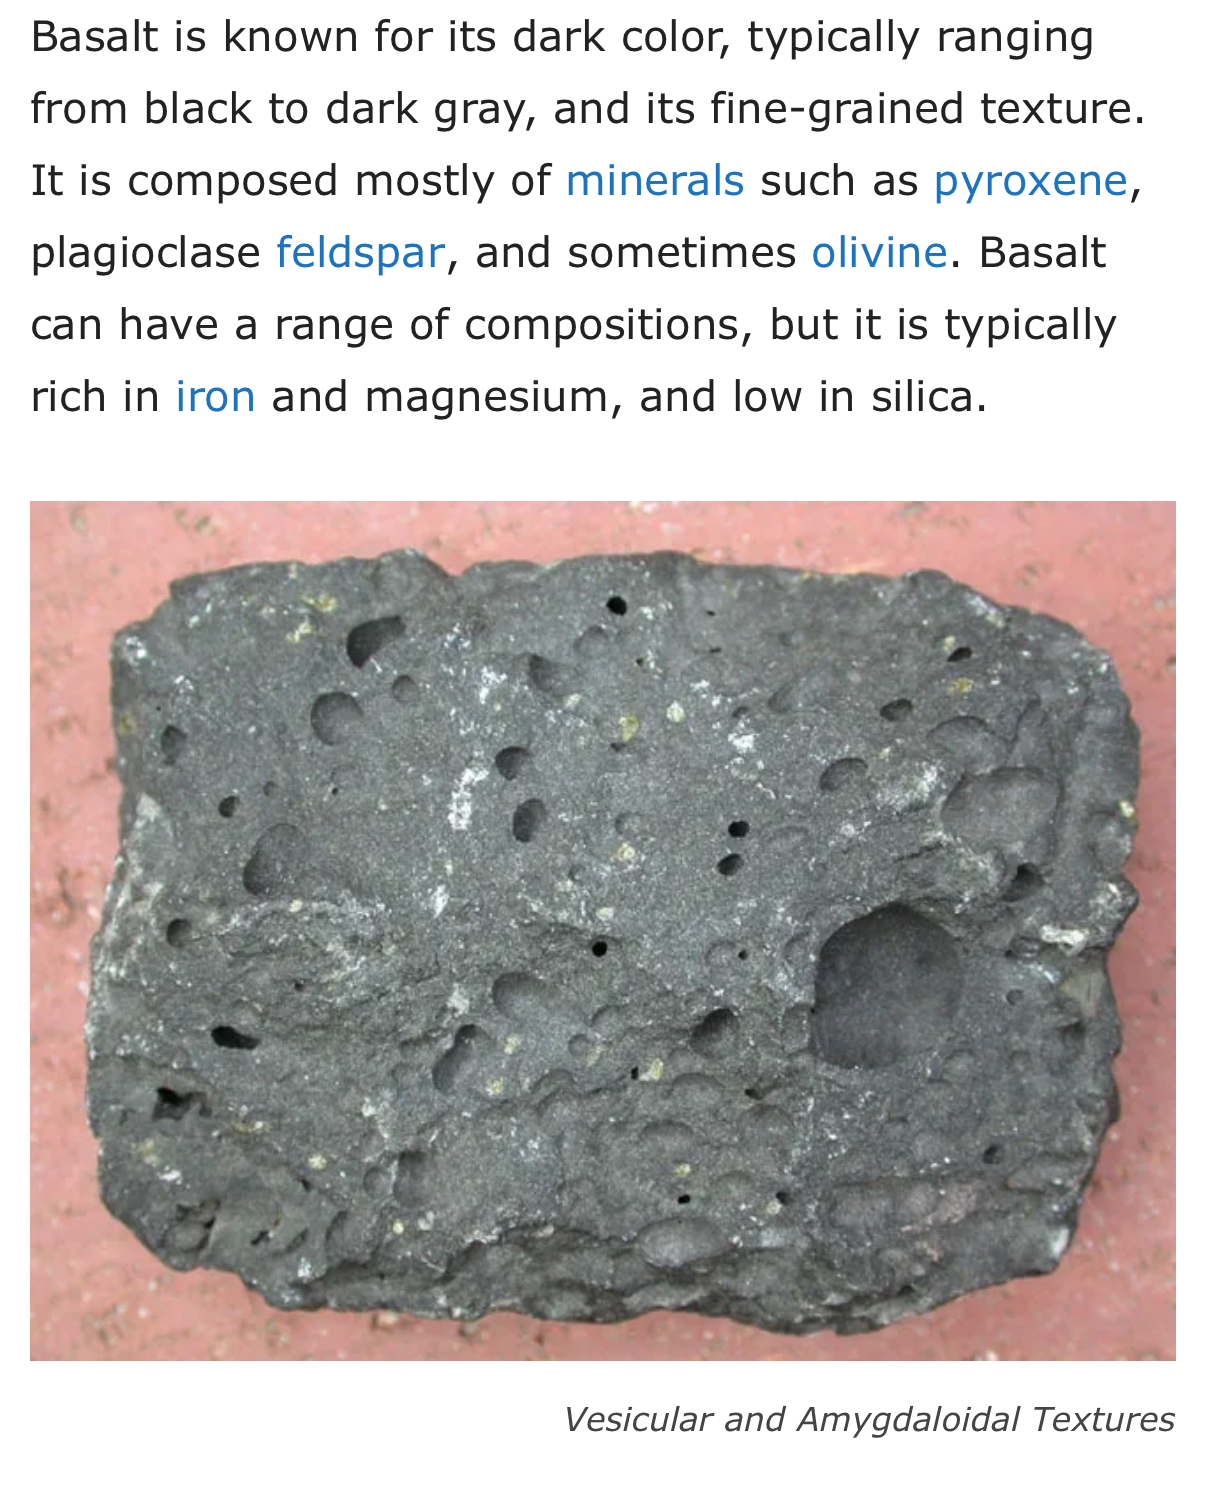 Basalt is known for its dark color, typically ranging
from black to dark gray, and its fine-grained texture.
It is composed mostly of minerals such as pyroxene,
plagioclase feldspar, and sometimes olivine. Basalt
can have a range of compositions, but it is typically
rich in iron and magnesium, and low in silica.
Vesicular and Amygdaloidal Textures